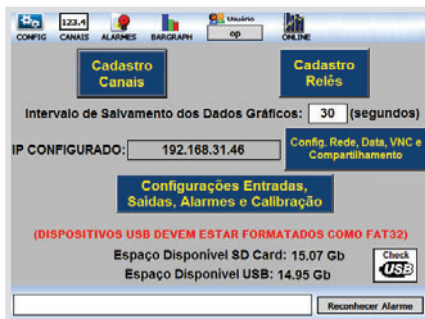 CONFIG
123.4
CANAIS
ALARMES
BARGRAPH
Usuário
op
ONLINE
Cadastro
Canais
Cadastro
Relês
Intervalo de Salvamento dos Dados Gráficos: 30 (segundos)
IP CONFIGURADO: 192.168.31.46
Config. Rede, Data, VNC e
Compartilhamento
Configurações Entradas,
Saidas, Alarmes e Calibração
(DISPOSITIVOS USB DEVEM ESTAR FORMATADOS COMO FAT32)
Espaço Disponivel SD Card: 15.07 Gb
Espaço Disponivel USB: 14.95 Gb
Check
USB
Reconhecer Alarme